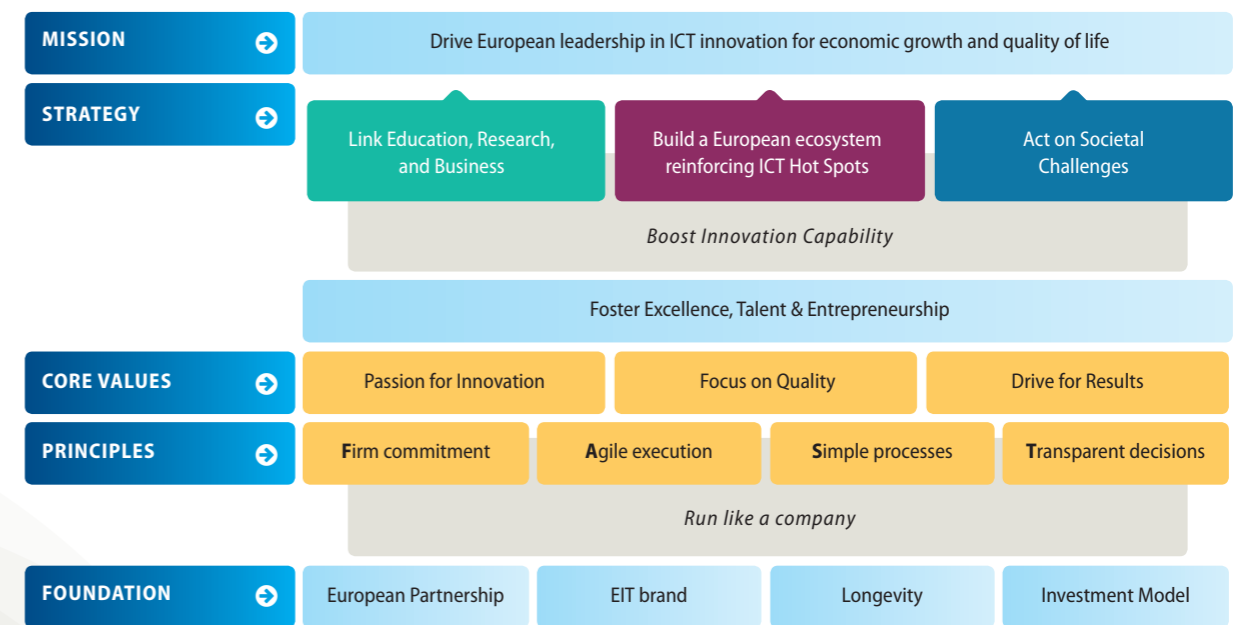 MISSION
Drive European leadership in ICT innovation for economic growth and quality of life
STRATEGY
Link Education, Research,
and Business
Build a European ecosystem
reinforcing ICT Hot Spots
Act on Societal
Challenges
Boost Innovation Capability
Foster Excellence, Talent & Entrepreneurship
CORE VALUES
Passion for Innovation
Focus on Quality
Drive for Results
PRINCIPLES
Firm commitment
Agile execution
Simple processes
Transparent decisions
Run like a company
FOUNDATION
European Partnership
EIT brand
Longevity
Investment Model